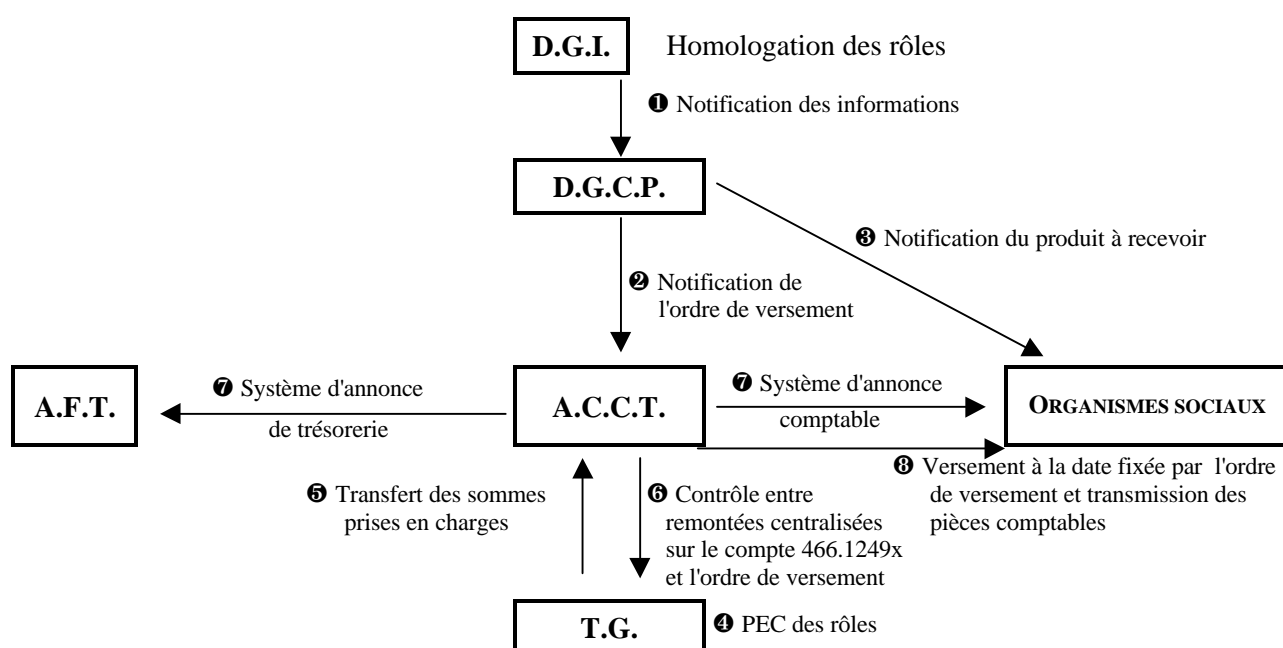 D.G.I. Homologation des rôles
❶ Notification des informations
D.G.C.P.
❸ Notification du produit à recevoir
❷ Notification de
l'ordre de versement
A.F.T.
❼ Système d'annonce
de trésorerie
A.C.C.T.
❼ Système d'annonce
comptable
ORGANISMES SOCIAUX
❺ Transfert des sommes
prises en charges
❻ Contrôle entre
remontées centralisées
sur le compte 466.1249x
et l'ordre de versement
❽ Versement à la date fixée par l'ordre
de versement et transmission des
pièces comptables
T.G.
❹ PEC des rôles